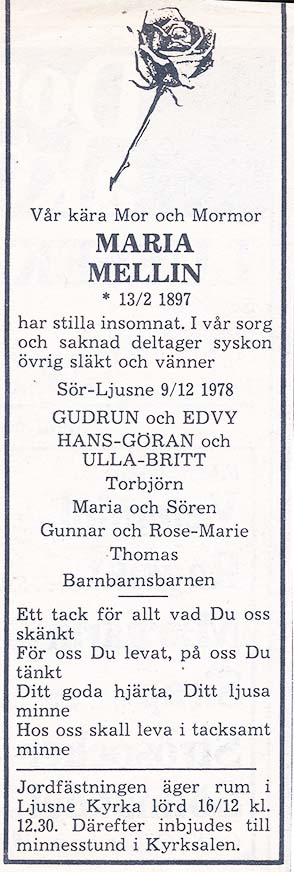 Vår kära Mor och Mormor
MARIA
MELLIN
* 13/2 1897
har stilla insomnat. I vår sorg
och saknad deltager syskon
övrig släkt och vänner
Sör-Ljusne 9/12 1978
GUDRUN och EDVY
HANS-GÖRAN och
ULLA-BRITT
Torbjörn
Maria och Sören
Gunnar och Rose-Marie
Thomas
Barnbarnsbarnen
Ett tack för allt vad Du oss
skänkt
För oss Du levat, på oss Du
tänkt
Ditt goda hjärta, Ditt ljusa
minne
Hos oss skall leva i tacksamt
minne
Jordfästningen äger rum i
Ljusne Kyrka lörd 16/12 kl.
12.30. Därefter inbjudes till
minnesstund i Kyrksalen.